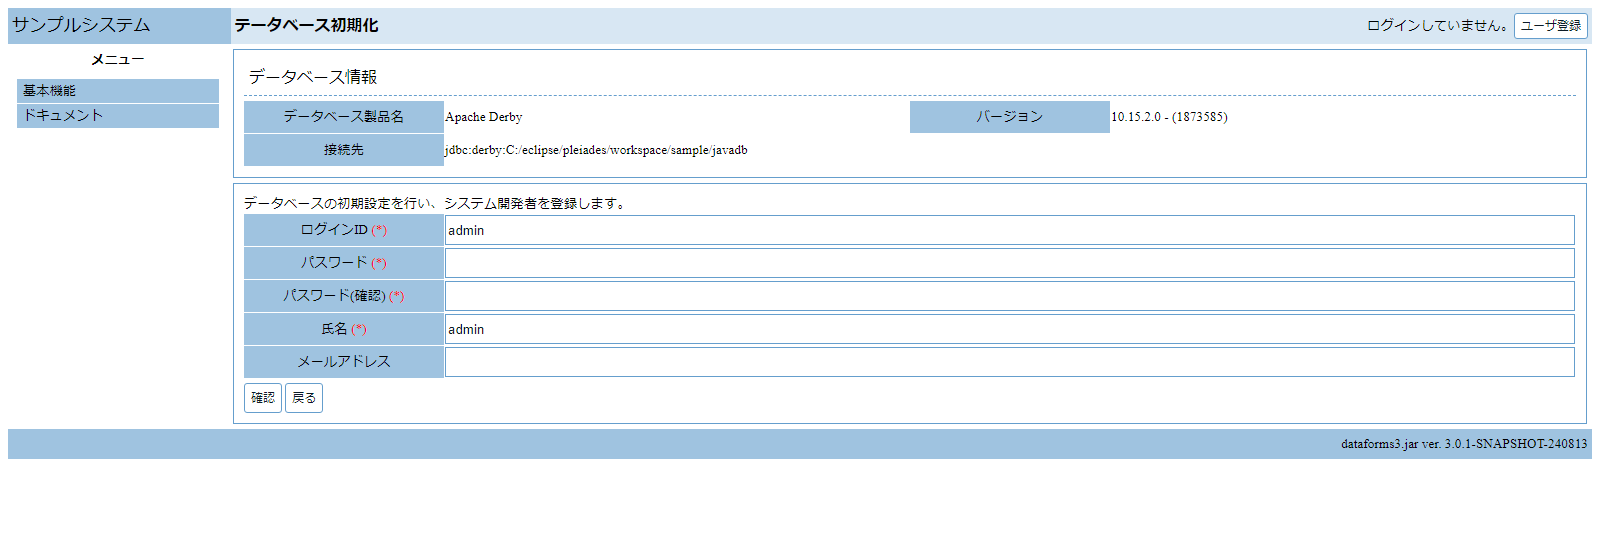 サンプルシステム
データベース初期化
ログインしていません。 ユーザ登録
メニュー
基本機能
ドキュメント
データベース情報
データベース製品名 Apache Derby バージョン 10.15.2.0 - (1873585)
接続先 jdbc:derby:C:/eclipse/pleiades/workspace/sample/javadb
データベースの初期設定を行い、システム開発者を登録します。
ログインID (*) admin
パスワード (*)
パスワード(確認) (*)
氏名 (*) admin
メールアドレス
確認 戻る
dataforms3.jar ver. 3.0.1-SNAPSHOT-240813